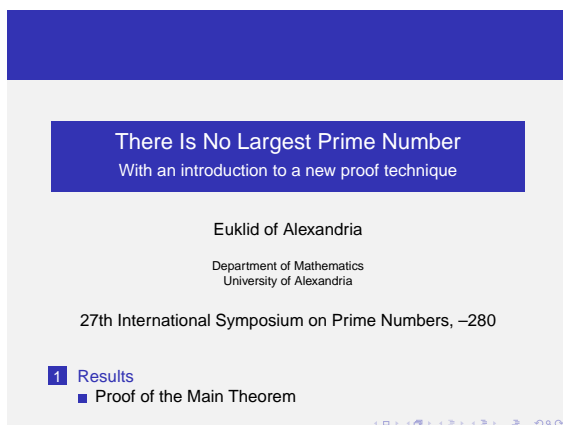 There Is No Largest Prime Number
With an introduction to a new proof technique
Euklid of Alexandria
Department of Mathematics
University of Alexandria
27th International Symposium on Prime Numbers, –280
1 Results
Proof of the Main Theorem